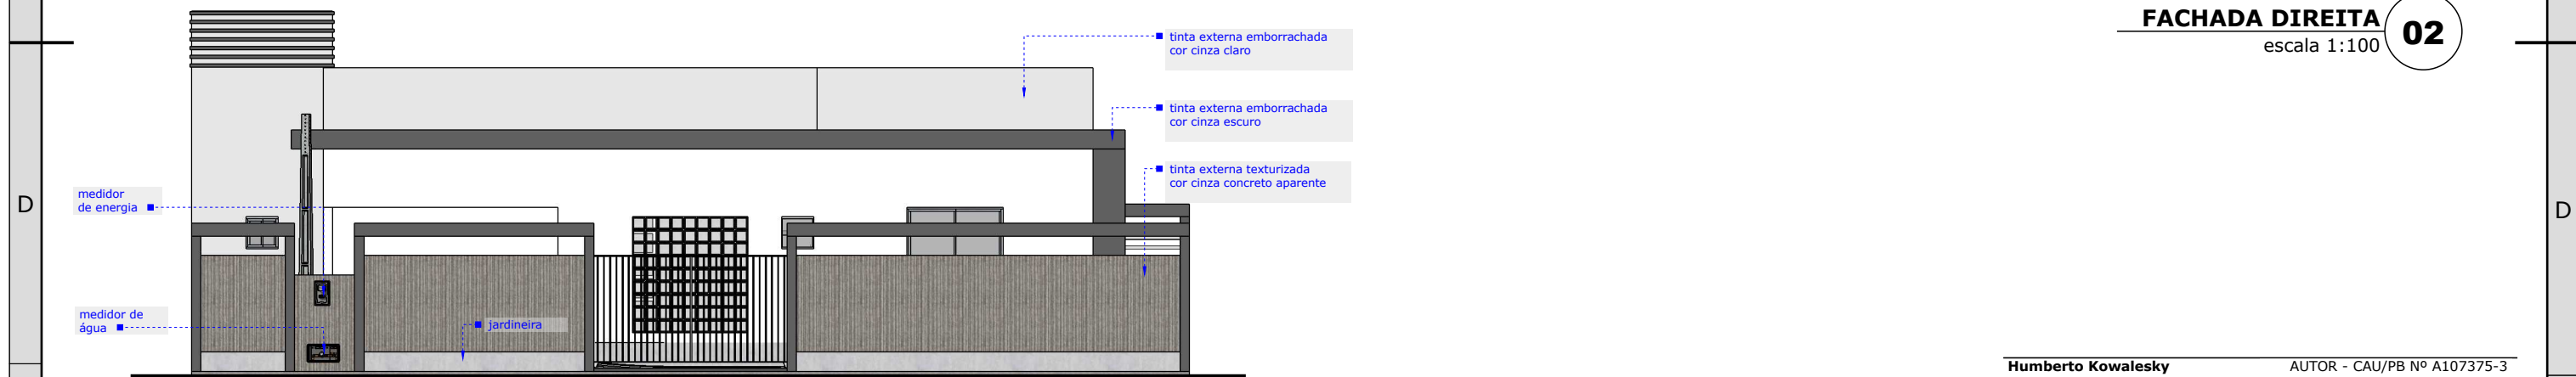 FACHADA DIREITA
escala 1:100
02
tinta externa emborrachada
cor cinza claro
tinta externa emborrachada
cor cinza escuro
tinta externa texturizada
cor cinza concreto aparente
D
medidor
de energia
D
medidor de
água
jardineira
Humberto Kowalesky
AUTOR - CAU/PB Nº A107375-3